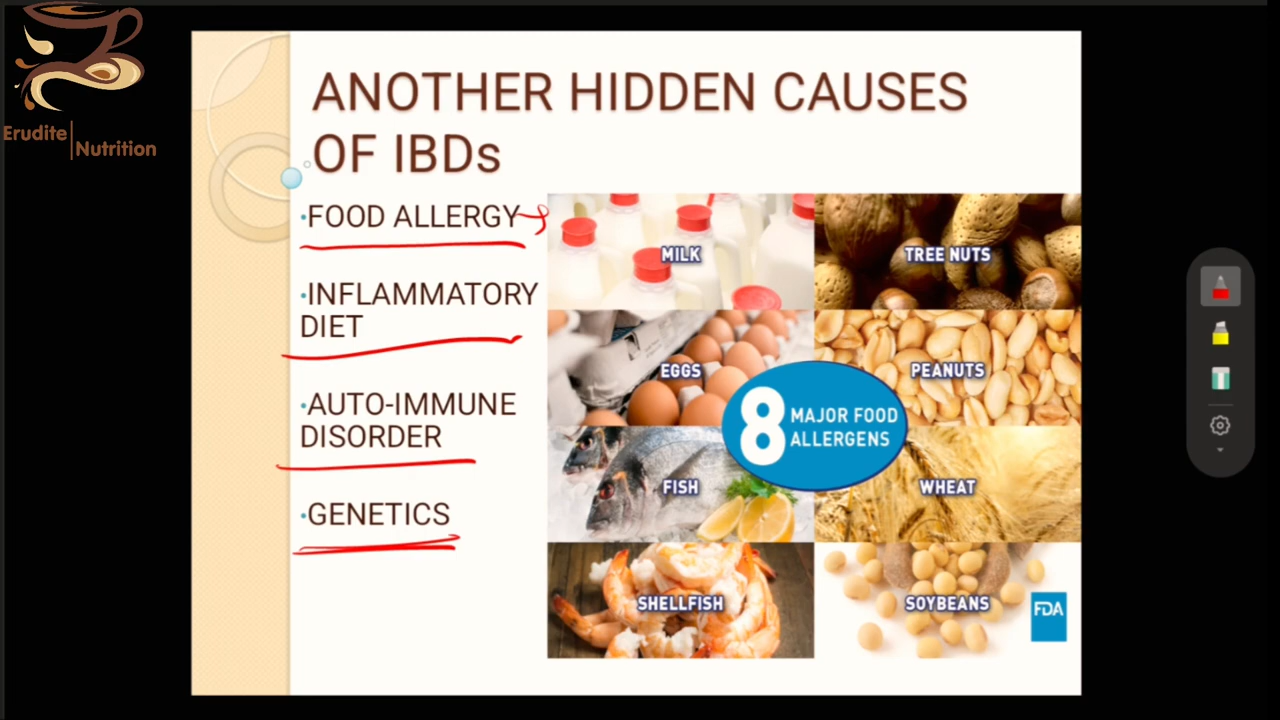 Erudite
Nutrition
ANOTHER HIDDEN CAUSES
OF IBDs
•FOOD ALLERGY
•INFLAMMATORY
DIET
•AUTO-IMMUNE
DISORDER
•GENETICS
MILK
TREE NUTS
EGGS
PEANUTS
8 MAJOR FOOD
ALLERGENS
FISH
WHEAT
SHELLFISH
SOYBEANS
FDA